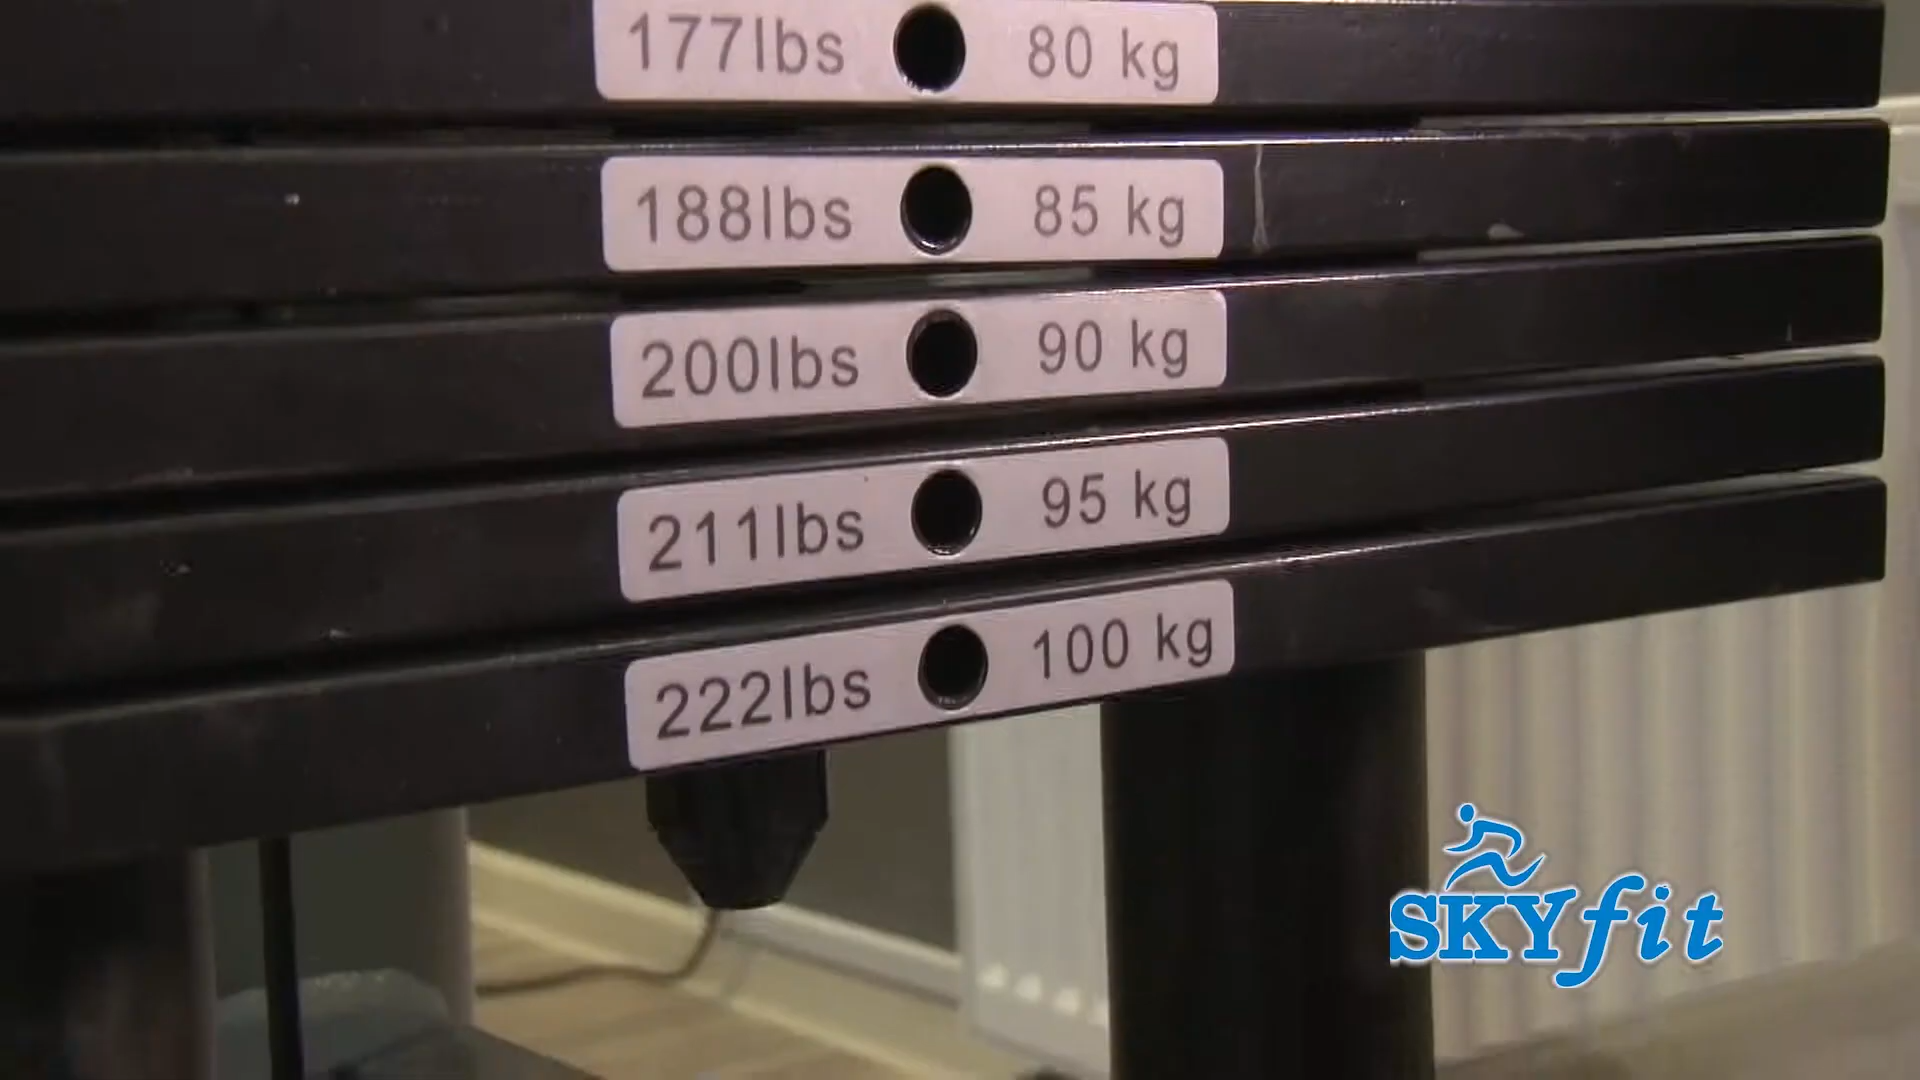 177lbs 80 kg
188lbs 85 kg
200lbs 90 kg
211lbs 95 kg
222lbs 100 kg
SKYfit